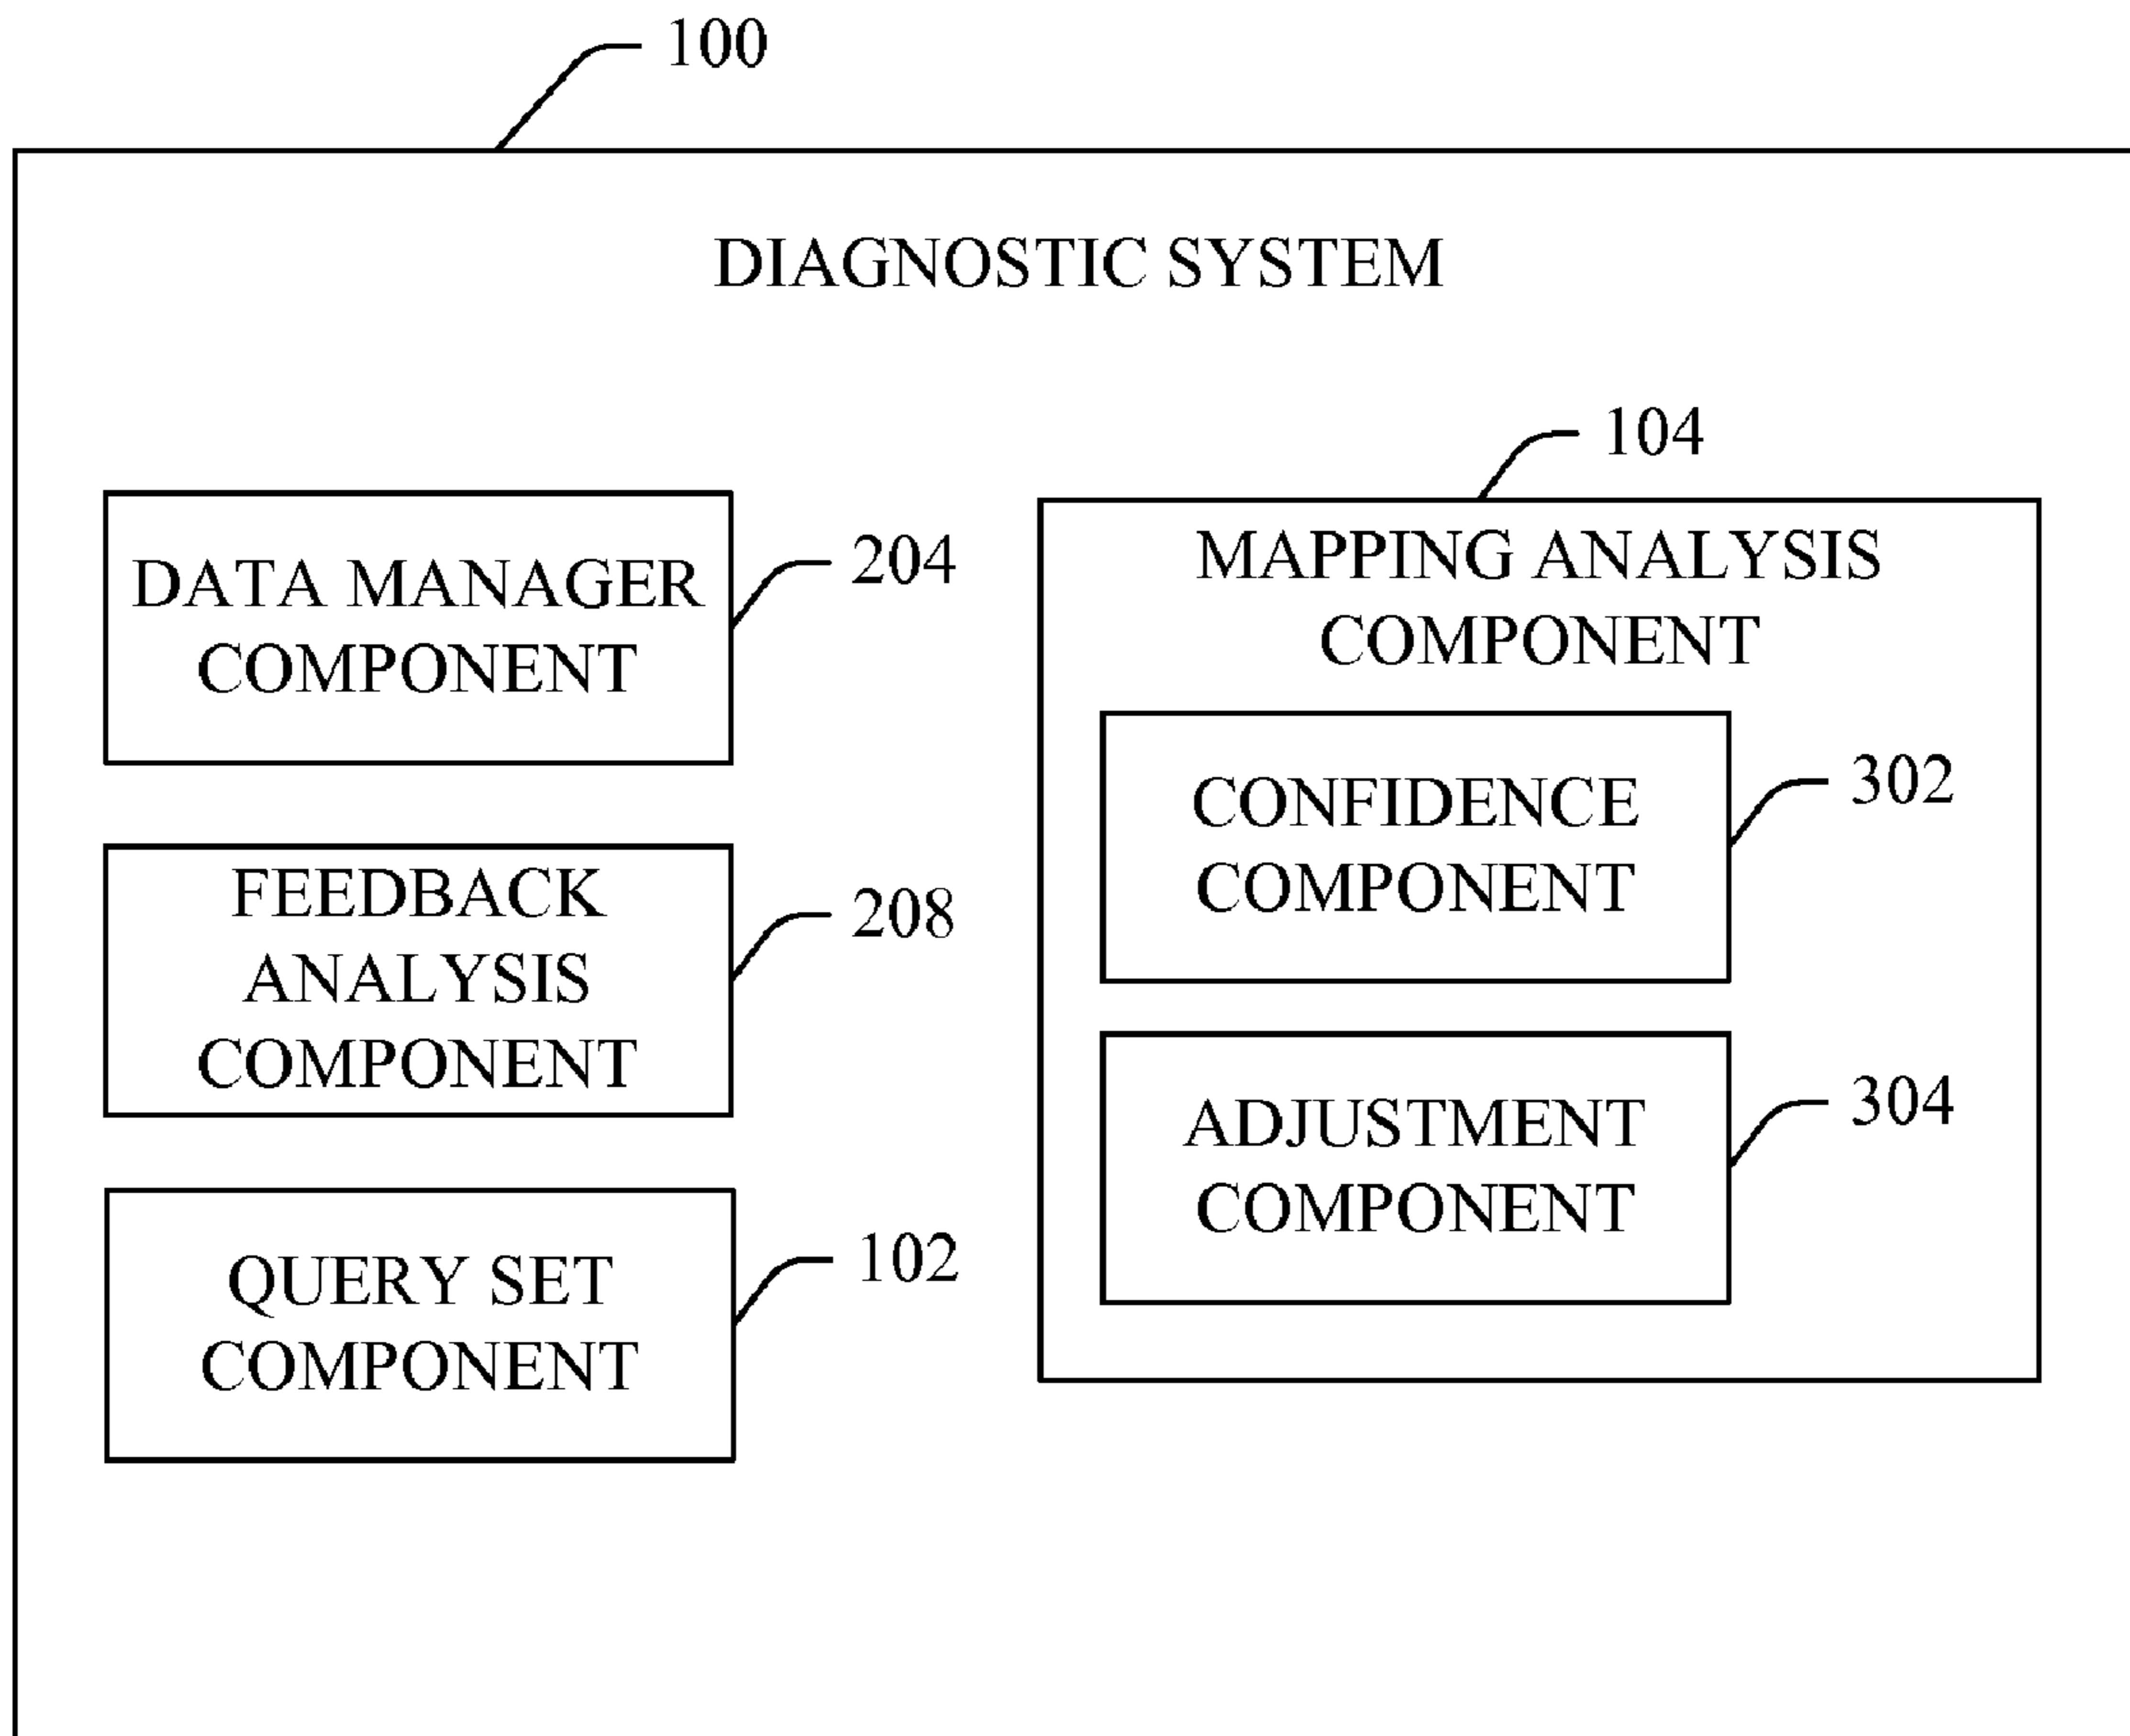 100
DIAGNOSTIC SYSTEM
DATA MANAGER
COMPONENT
204
FEEDBACK
ANALYSIS
COMPONENT
208
QUERY SET
COMPONENT
102
104
MAPPING ANALYSIS
COMPONENT
CONFIDENCE
COMPONENT
302
ADJUSTMENT
COMPONENT
304